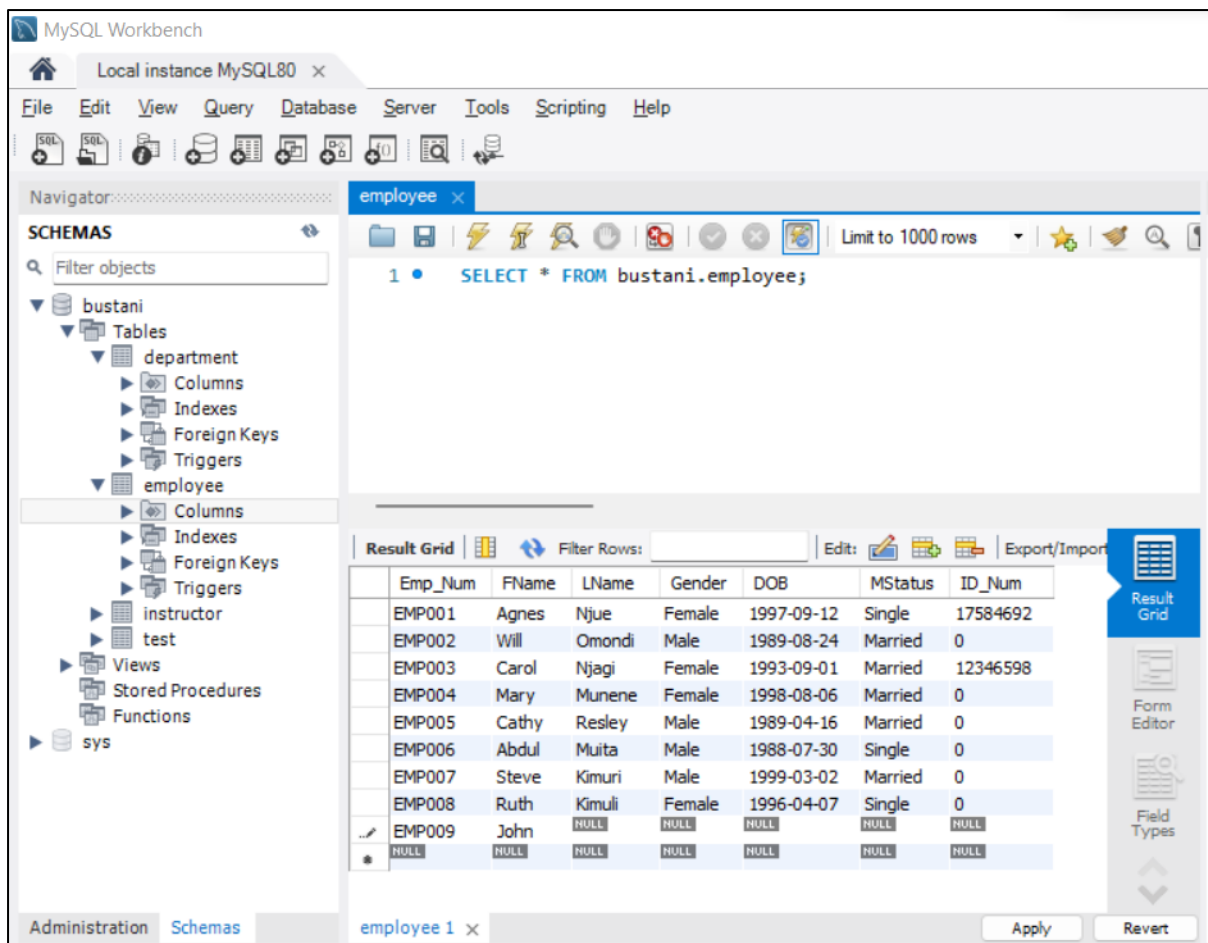 MySQL Workbench
Local instance MySQL80
File Edit View Query Database Server Tools Scripting Help
Navigator
SCHEMAS
Filter objects
bustani
Tables
department
Columns
Indexes
Foreign Keys
Triggers
employee
Columns
Indexes
Foreign Keys
Triggers
instructor
test
Views
Stored Procedures
Functions
sys
Administration Schemas
employee
Limit to 1000 rows
1 SELECT * FROM bustani.employee;
Result Grid Filter Rows: Edit: Export/Import
Emp_Num FName LName Gender DOB MStatus ID_Num
EMP001 Agnes Njue Female 1997-09-12 Single 17584692
EMP002 Will Omondi Male 1989-08-24 Married 0
EMP003 Carol Njagi Female 1993-09-01 Married 12346598
EMP004 Mary Munene Female 1998-08-06 Married 0
EMP005 Cathy Resley Male 1989-04-16 Married 0
EMP006 Abdul Muita Male 1988-07-30 Single 0
EMP007 Steve Kimuri Male 1999-03-02 Married 0
EMP008 Ruth Kimuli Female 1996-04-07 Single 0
EMP009 John NULL NULL NULL NULL NULL
NULL NULL NULL NULL NULL NULL NULL
Result
Grid
Form
Editor
Field
Types
employee 1
Apply Revert